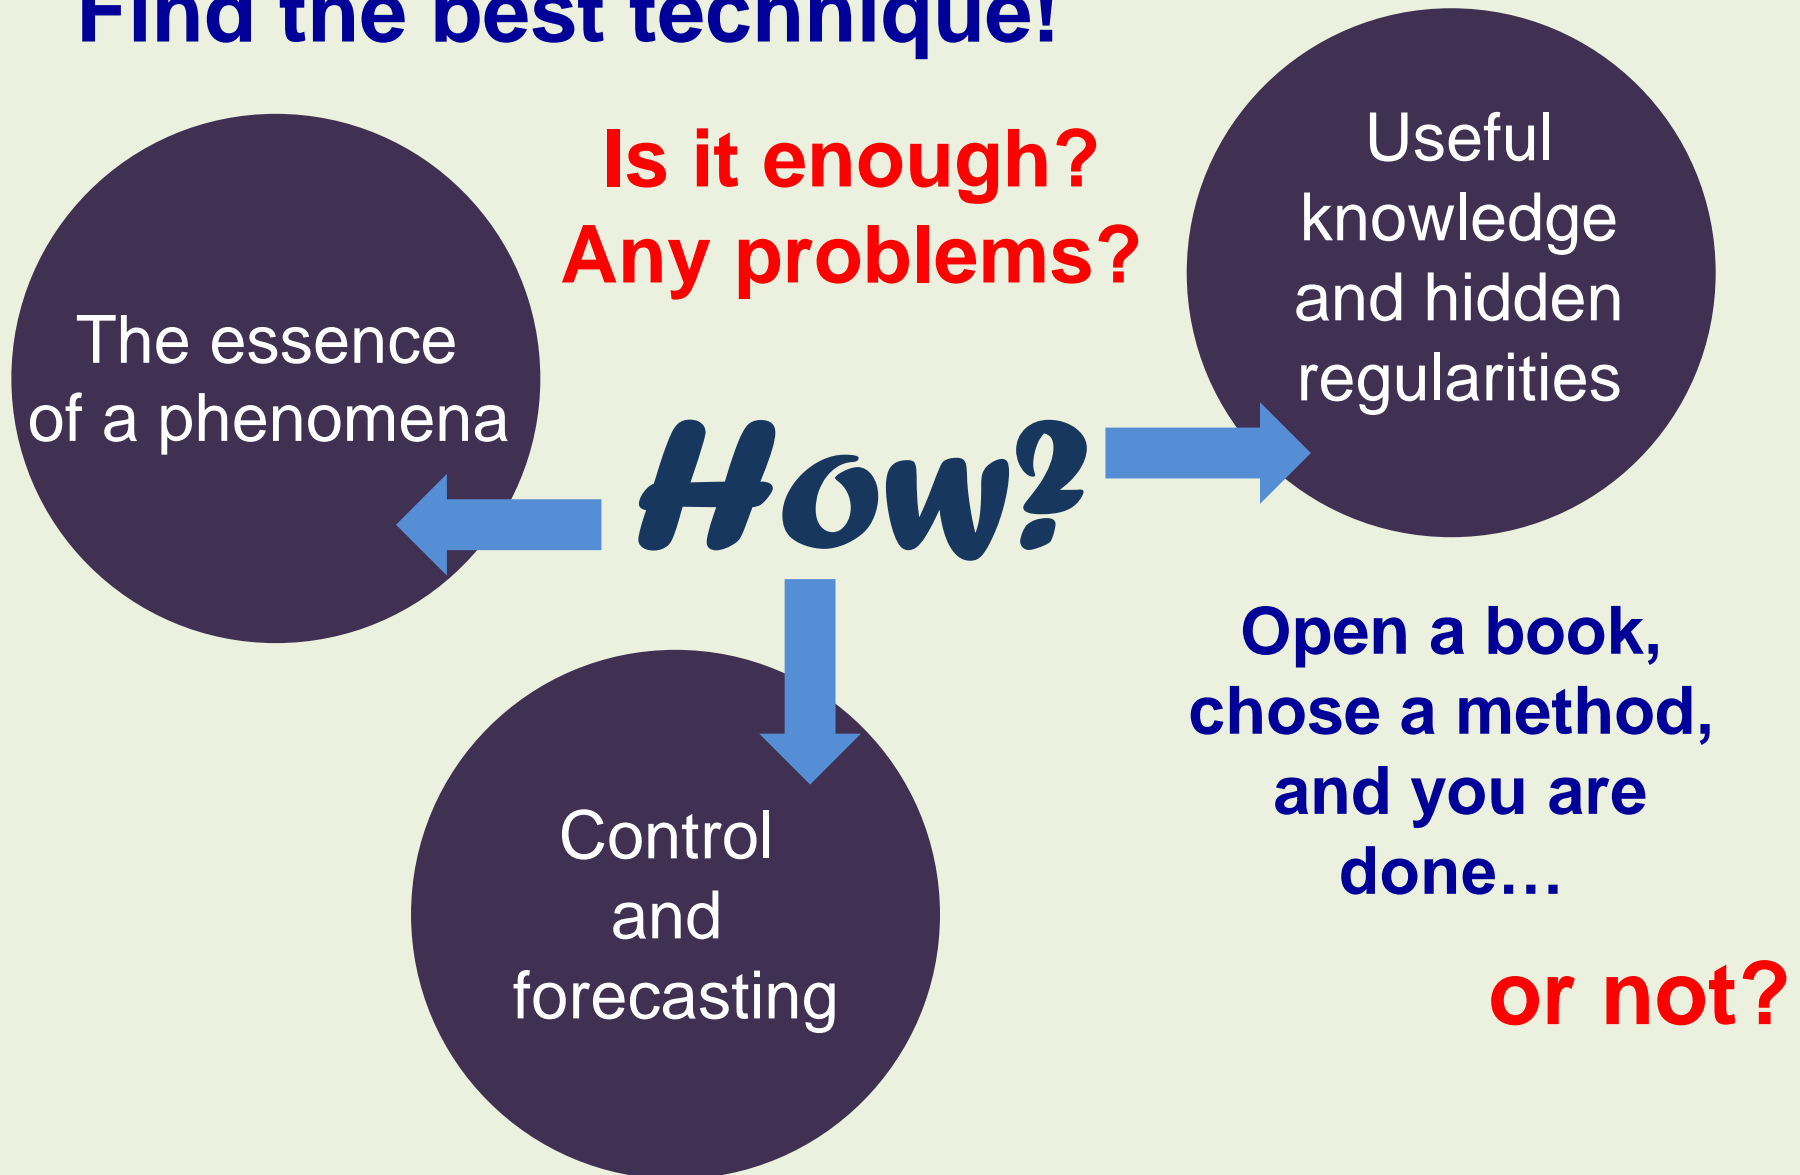 Find the best technique!
Is it enough?
Any problems?
Useful
knowledge
and hidden
regularities
The essence
of a phenomena
How?
Control
and
forecasting
Open a book,
chose a method,
and you are
done…
or not?